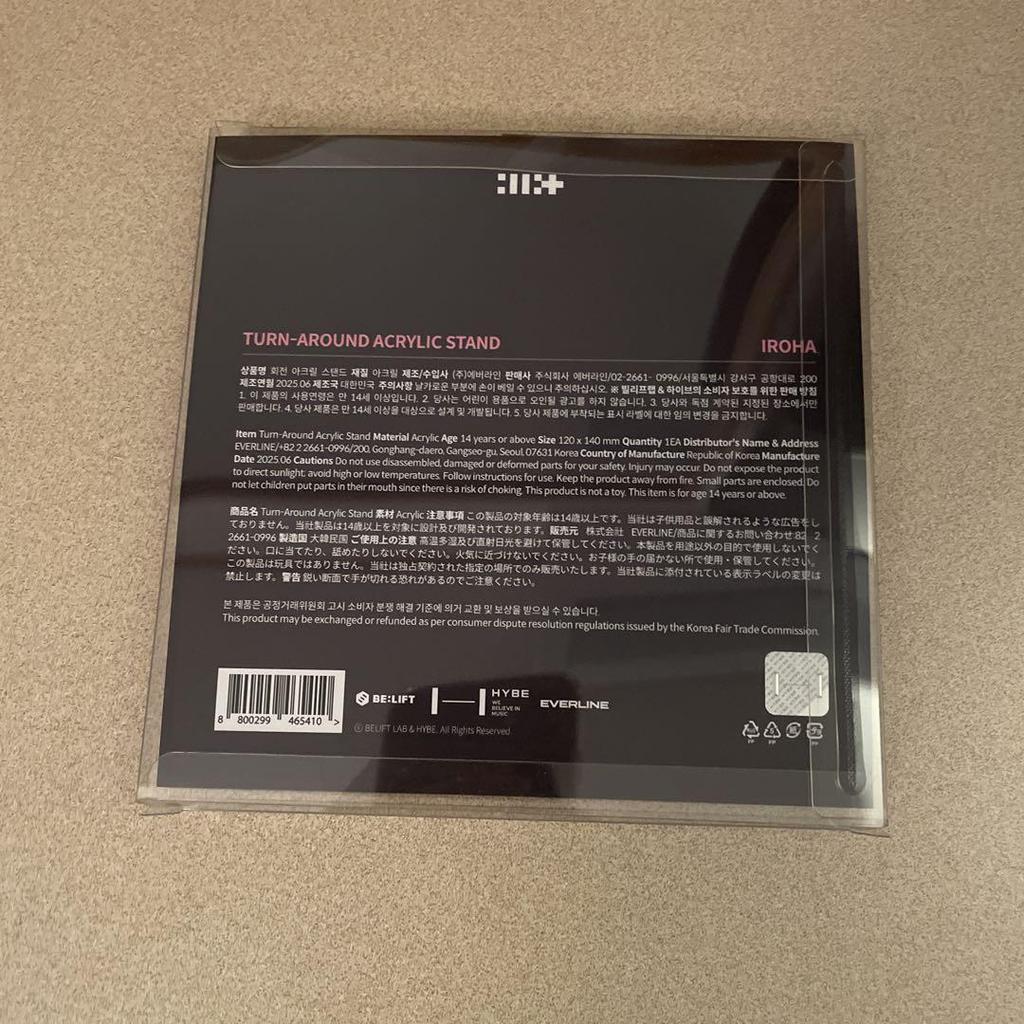 TURN-AROUND ACRYLIC STAND
IROHA
상품명 회전 아크릴 스탠드 재질 아크릴 제조/수입사 (주)에버라인 판매사 주식회사 에버라인/02-2661- 0996/서울특별시 강서구 공항대로 200
제조연월 2025.06 제조국 대한민국 주의사항 날카로운 부분에 손이 베일 수 있으니 주의하십시오. ※ 빌리프랩 & 하이브의 소비자 보호를 위한 판매 방침
1. 이 제품의 사용연령은 만 14세 이상입니다. 2. 당사는 어린이 용품으로 오인될 광고를 하지 않습니다. 3. 당사와 독점 계약된 지정된 장소에서만
판매합니다. 4. 당사 제품은 만 14세 이상을 대상으로 설계 및 개발됩니다. 5. 당사 제품에 부착되는 표시 라벨에 대한 임의 변경을 금지합니다.
Item Turn-Around Acrylic Stand Material Acrylic Age 14 years or above Size 120 x 140 mm Quantity 1EA Distributor's Name & Address
EVERLINE/+82 2 2661-0996/200, Gonghang-daero, Gangseo-gu, Seoul, 07631 Korea Country of Manufacture Republic of Korea Manufacture
Date 2025.06 Cautions Do not use disassembled, damaged or deformed parts for your safety. Injury may occur. Do not expose the product
to direct sunlight; avoid high or low temperatures. Follow instructions for use. Keep the product away from fire. Small parts are enclosed. Do
not let children put parts in their mouth since there is a risk of choking. This product is not a toy. This item is for age 14 years or above.
商品名 Turn-Around Acrylic Stand 素材 Acrylic 注意事項 この製品の対象年齢は14歳以上です。当社は子供用品と誤解されるような広告をし
ておりません。当社製品は14歳以上を対象に設計及び開発されております。販売元 株式会社 EVERLINE/商品に関するお問い合わせ:82 2
2661-0996 製造国 大韓民国 ご使用上の注意 高温多湿及び直射日光を避けて保管してください。本製品を用途以外の目的で使用しないでく
ださい。口に当てたり、舐めたりしないでください。火気に近づけないでください。お子様の手の届かない所で使用・保管してください。
この製品は玩具ではありません。当社は独占契約された指定の場所でのみ販売いたします。当社製品に添付されている表示ラベルの変更は
禁止します。警告 鋭い断面で手が切れる恐れがあるのでご注意ください。
본 제품은 공정거래위원회 고시 소비자 분쟁 해결 기준에 의거 교환 및 보상을 받으실 수 있습니다.
This product may be exchanged or refunded as per consumer dispute resolution regulations issued by the Korea Fair Trade Commission.
8 800299 465410 >
BE:LIFT
HYBE
WE
BELIEVE IN
MUSIC
EVERLINE
ⓒ BELIFT LAB & HYBE. All Rights Reserved
PP
PP
PP